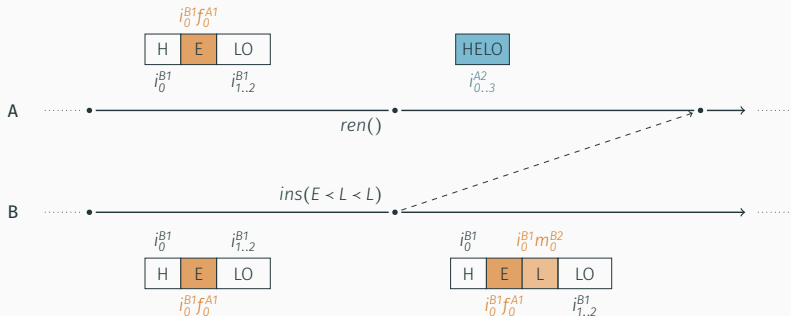 i₀ᴮ¹f₀ᴬ¹
H E LO HELO
i₀ᴮ¹ i₁..₂ᴮ¹ i₀..₃ᴬ²
A
ren()
ins(E ≺ L ≺ L)
B
i₀ᴮ¹ i₁..₂ᴮ¹ i₀ᴮ¹ i₀ᴮ¹m₀ᴮ²
H E LO H E L LO
i₀ᴮ¹f₀ᴬ¹ i₀ᴮ¹f₀ᴬ¹ i₁..₂ᴮ¹